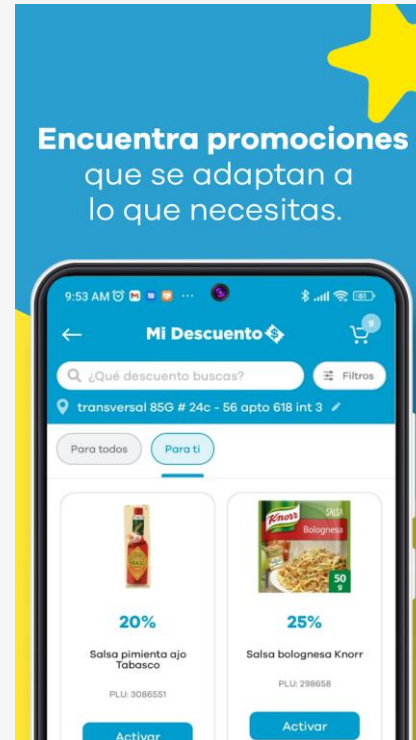 Encuentra promociones
que se adaptan a
lo que necesitas.
9:53 AM
Mi Descuento
9
¿Qué descuento buscas?
Filtros
transversal 85G # 24c - 56 apto 618 int 3
Para todos
Para ti
TABASCO
Knorr
SALSA
Bolognesa
50
g
20%
25%
Salsa pimienta ajo
Tabasco
Salsa bolognesa Knorr
PLU: 3086551
PLU: 298658
Activar
Activar